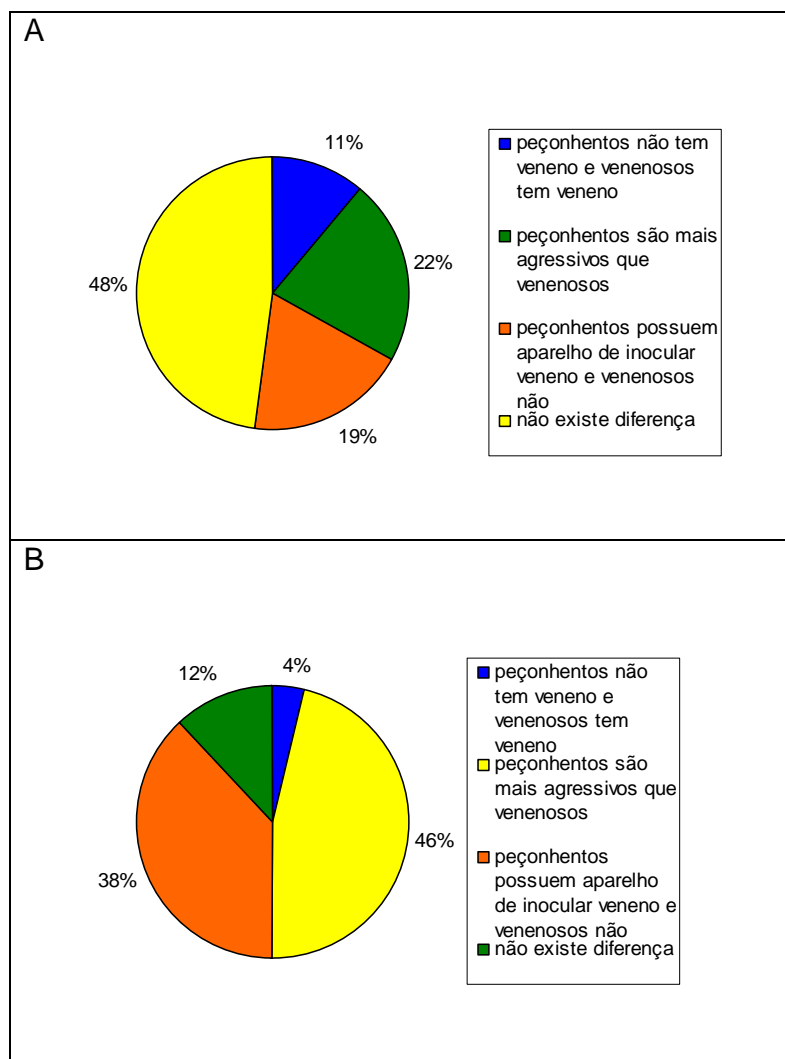 A
11%
22%
19%
48%
peçonhentos não tem
veneno e venenosos
tem veneno
peçonhentos são mais
agressivos que
venenosos
peçonhentos possuem
aparelho de inocular
veneno e venenosos
não
não existe diferença
B
4%
46%
38%
12%
peçonhentos não
tem veneno e
venenosos tem
veneno
peçonhentos são
mais agressivos que
venenosos
peçonhentos
possuem aparelho
de inocular veneno e
venenosos não
não existe diferença